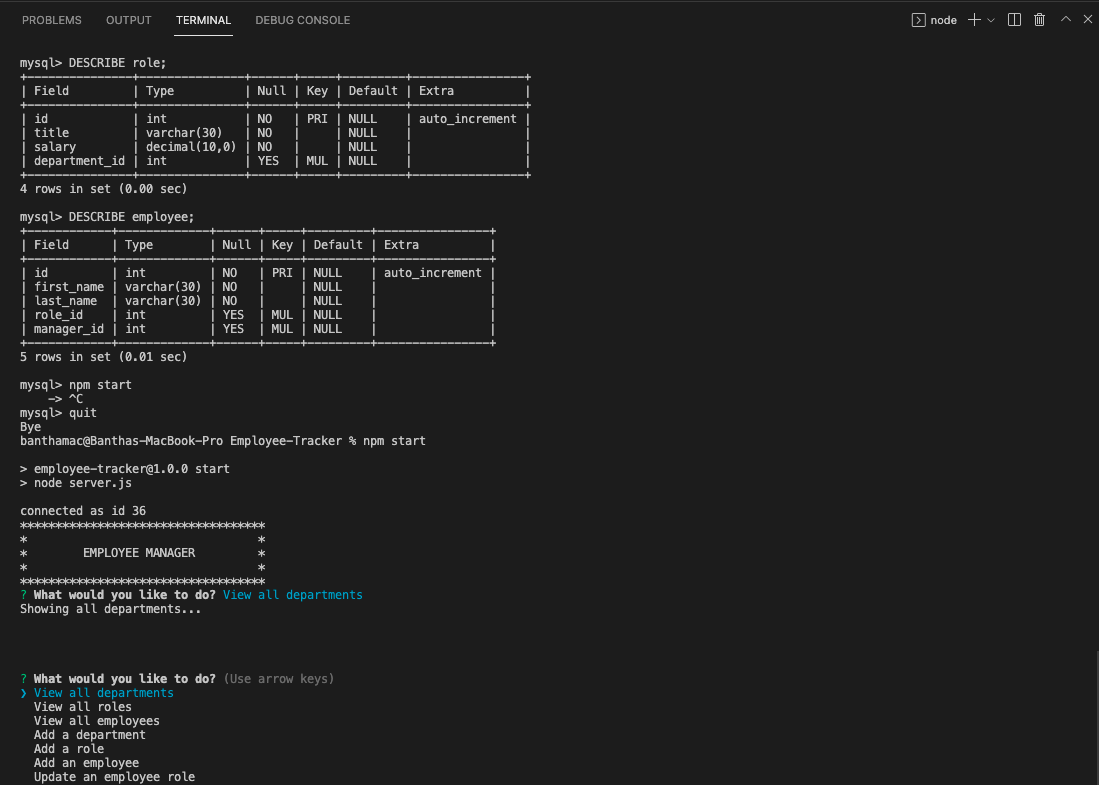 PROBLEMS OUTPUT TERMINAL DEBUG CONSOLE node
mysql> DESCRIBE role;
+---------------+---------------+------+-----+---------+----------------+
| Field         | Type          | Null | Key | Default | Extra          |
+---------------+---------------+------+-----+---------+----------------+
| id            | int           | NO   | PRI | NULL    | auto_increment |
| title         | varchar(30)   | NO   |     | NULL    |                |
| salary        | decimal(10,0) | NO   |     | NULL    |                |
| department_id | int           | YES  | MUL | NULL    |                |
+---------------+---------------+------+-----+---------+----------------+
4 rows in set (0.00 sec)
mysql> DESCRIBE employee;
+------------+-------------+------+-----+---------+----------------+
| Field      | Type        | Null | Key | Default | Extra          |
+------------+-------------+------+-----+---------+----------------+
| id         | int         | NO   | PRI | NULL    | auto_increment |
| first_name | varchar(30) | NO   |     | NULL    |                |
| last_name  | varchar(30) | NO   |     | NULL    |                |
| role_id    | int         | YES  | MUL | NULL    |                |
| manager_id | int         | YES  | MUL | NULL    |                |
+------------+-------------+------+-----+---------+----------------+
5 rows in set (0.01 sec)
mysql> npm start
    -> ^C
mysql> quit
Bye
banthamac@Banthas-MacBook-Pro Employee-Tracker % npm start
> employee-tracker@1.0.0 start
> node server.js
connected as id 36
***********************************
*                                 *
*        EMPLOYEE MANAGER         *
*                                 *
***********************************
? What would you like to do? View all departments
Showing all departments...
? What would you like to do? (Use arrow keys)
❯ View all departments
  View all roles
  View all employees
  Add a department
  Add a role
  Add an employee
  Update an employee role